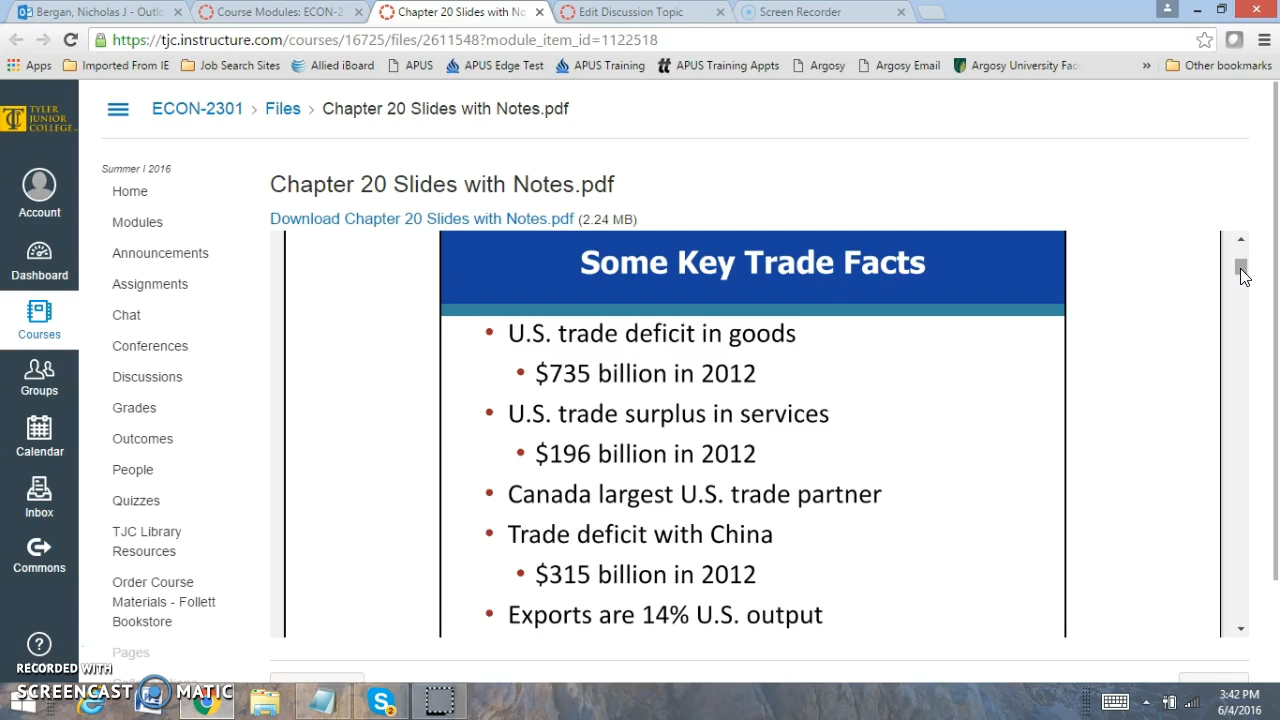 Bergan, Nicholas J - Outlo
Course Modules: ECON-2
Chapter 20 Slides with No
Edit Discussion Topic
Screen Recorder
https://tjc.instructure.com/courses/16725/files/2611548?module_item_id=1122518
Apps
Imported From IE
Job Search Sites
Allied iBoard
APUS
APUS Edge Test
APUS Training
APUS Training Appts
Argosy
Argosy Email
Argosy University Fac
Other bookmarks
TYLER
JUNIOR
COLLEGE
ECON-2301 › Files › Chapter 20 Slides with Notes.pdf
Account
Dashboard
Courses
Groups
Calendar
Inbox
Commons
Summer I 2016
Home
Modules
Announcements
Assignments
Chat
Conferences
Discussions
Grades
Outcomes
People
Quizzes
TJC Library
Resources
Order Course
Materials - Follett
Bookstore
Pages
Chapter 20 Slides with Notes.pdf
Download Chapter 20 Slides with Notes.pdf (2.24 MB)
Some Key Trade Facts
• U.S. trade deficit in goods
• $735 billion in 2012
• U.S. trade surplus in services
• $196 billion in 2012
• Canada largest U.S. trade partner
• Trade deficit with China
• $315 billion in 2012
• Exports are 14% U.S. output
RECORDED WITH
SCREENCAST MATIC
3:42 PM
6/4/2016